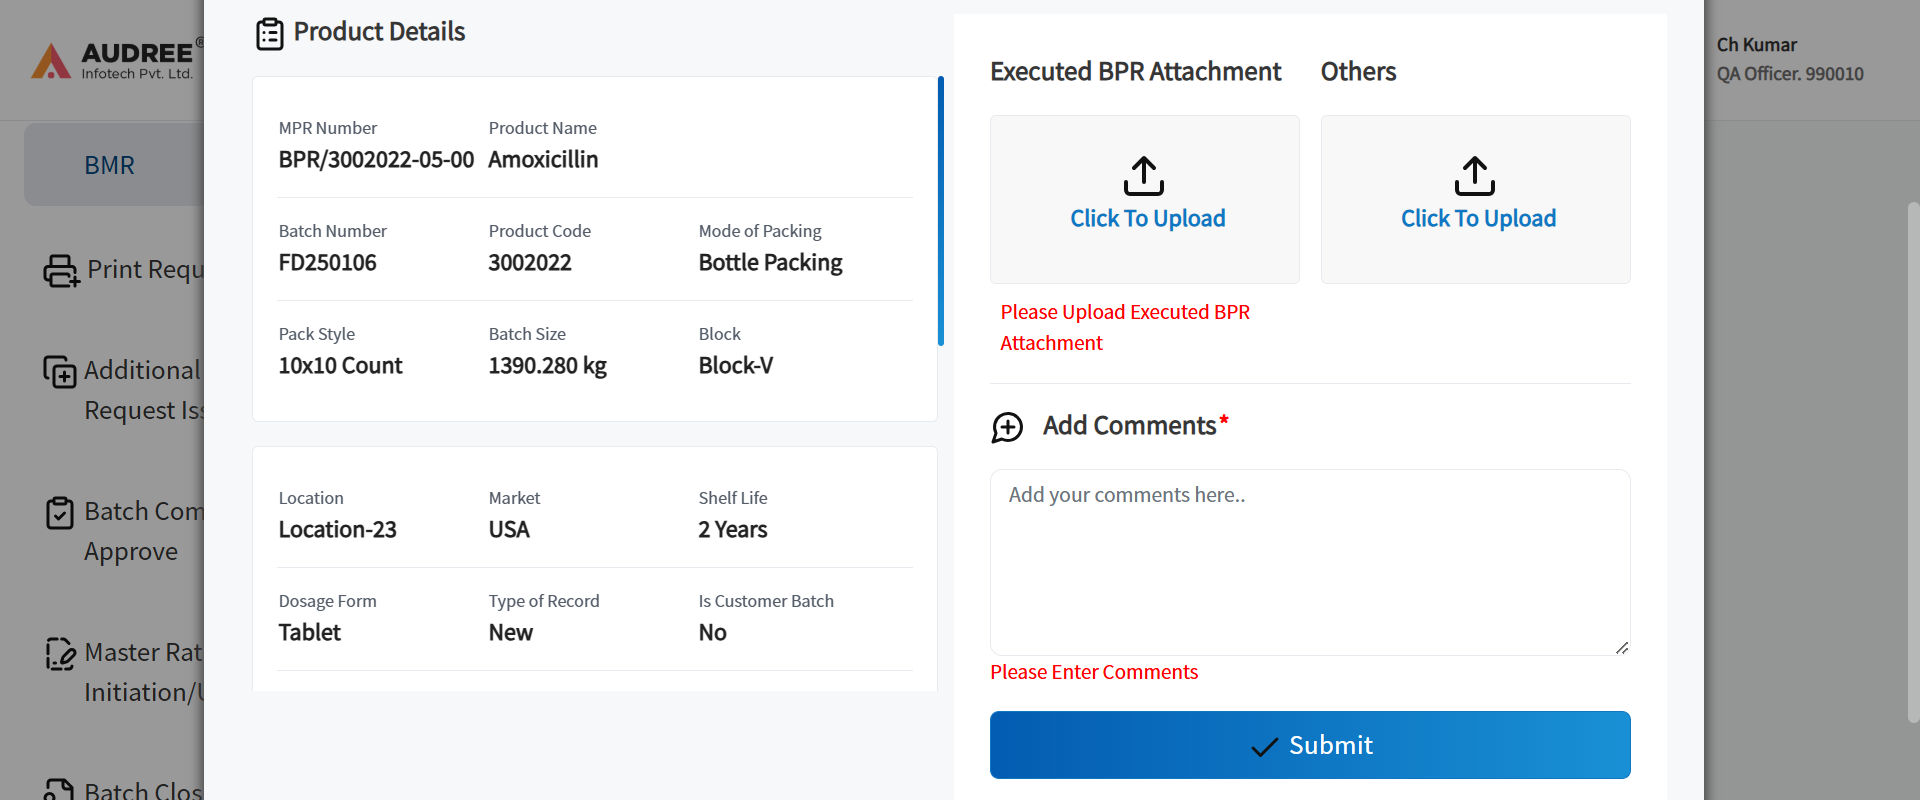 AUDREE®
Infotech Pvt. Ltd.
BMR
Print Requ
Additional
Request Iss
Batch Com
Approve
Master Rat
Initiation/U
Batch Clos
Product Details
MPR Number Product Name
BPR/3002022-05-00 Amoxicillin
Batch Number Product Code Mode of Packing
FD250106 3002022 Bottle Packing
Pack Style Batch Size Block
10x10 Count 1390.280 kg Block-V
Location Market Shelf Life
Location-23 USA 2 Years
Dosage Form Type of Record Is Customer Batch
Tablet New No
Executed BPR Attachment Others
Click To Upload Click To Upload
Please Upload Executed BPR
Attachment
Add Comments*
Add your comments here..
Please Enter Comments
Submit
Ch Kumar
QA Officer. 990010